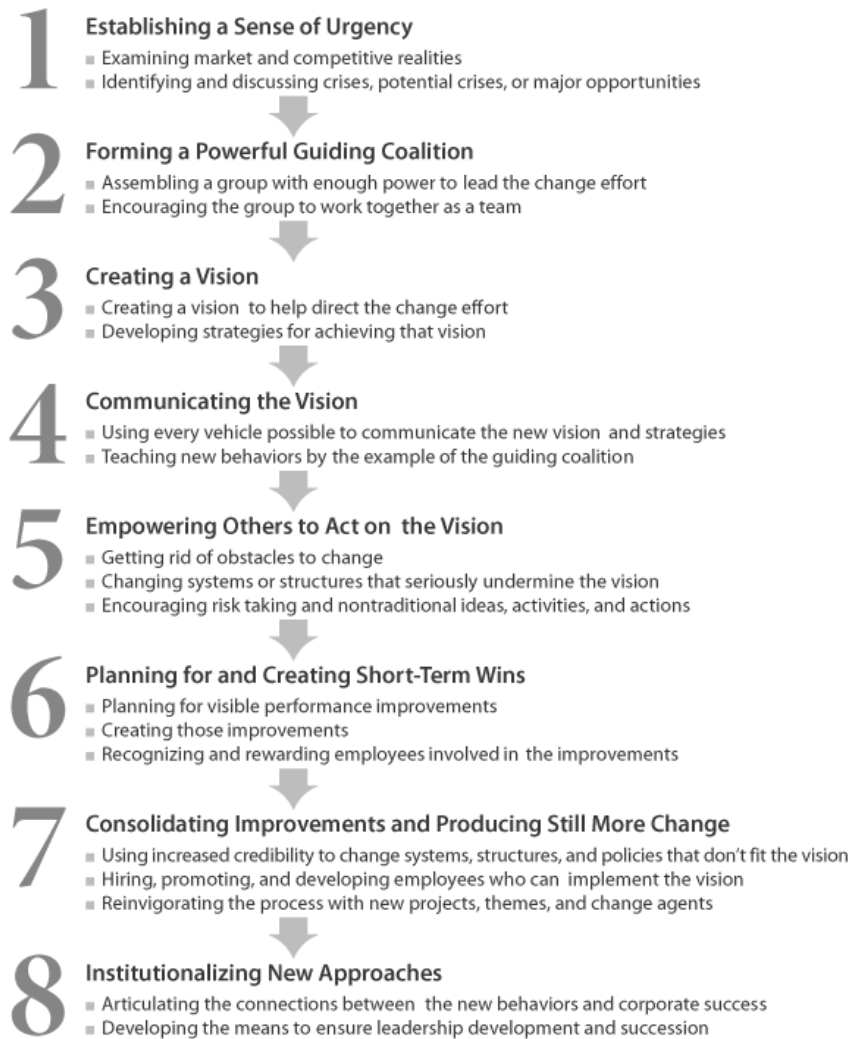 1
Establishing a Sense of Urgency
■ Examining market and competitive realities
■ Identifying and discussing crises, potential crises, or major opportunities
2
Forming a Powerful Guiding Coalition
■ Assembling a group with enough power to lead the change effort
■ Encouraging the group to work together as a team
3
Creating a Vision
■ Creating a vision to help direct the change effort
■ Developing strategies for achieving that vision
4
Communicating the Vision
■ Using every vehicle possible to communicate the new vision and strategies
■ Teaching new behaviors by the example of the guiding coalition
5
Empowering Others to Act on the Vision
■ Getting rid of obstacles to change
■ Changing systems or structures that seriously undermine the vision
■ Encouraging risk taking and nontraditional ideas, activities, and actions
6
Planning for and Creating Short-Term Wins
■ Planning for visible performance improvements
■ Creating those improvements
■ Recognizing and rewarding employees involved in the improvements
7
Consolidating Improvements and Producing Still More Change
■ Using increased credibility to change systems, structures, and policies that don't fit the vision
■ Hiring, promoting, and developing employees who can implement the vision
■ Reinvigorating the process with new projects, themes, and change agents
8
Institutionalizing New Approaches
■ Articulating the connections between the new behaviors and corporate success
■ Developing the means to ensure leadership development and succession